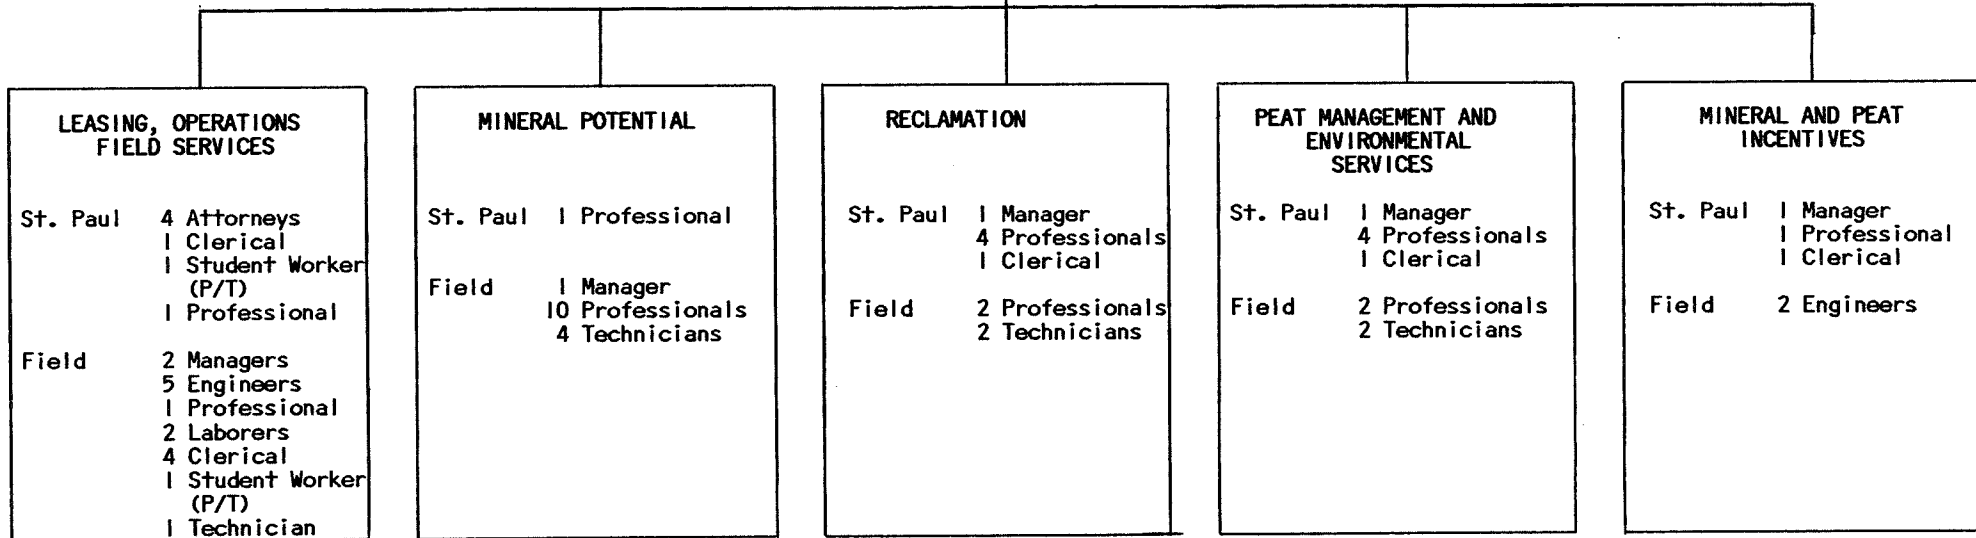 LEASING, OPERATIONS
FIELD SERVICES
St. Paul 4 Attorneys
1 Clerical
1 Student Worker
(P/T)
1 Professional
Field 2 Managers
5 Engineers
1 Professional
2 Laborers
4 Clerical
1 Student Worker
(P/T)
1 Technician
MINERAL POTENTIAL
St. Paul 1 Professional
Field 1 Manager
10 Professionals
4 Technicians
RECLAMATION
St. Paul 1 Manager
4 Professionals
1 Clerical
Field 2 Professionals
2 Technicians
PEAT MANAGEMENT AND
ENVIRONMENTAL
SERVICES
St. Paul 1 Manager
4 Professionals
1 Clerical
Field 2 Professionals
2 Technicians
MINERAL AND PEAT
INCENTIVES
St. Paul 1 Manager
1 Professional
1 Clerical
Field 2 Engineers